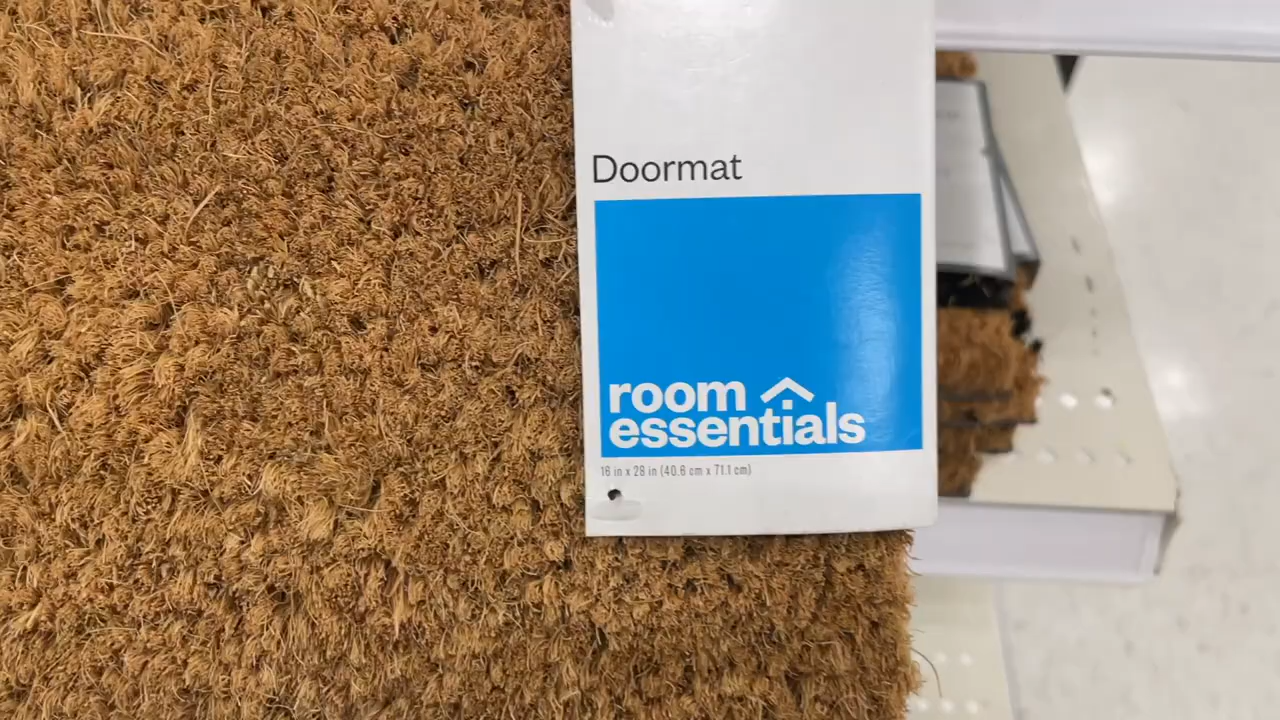 Doormat
room
essentials
16 in x 28 in (40.6 cm x 71.1 cm)